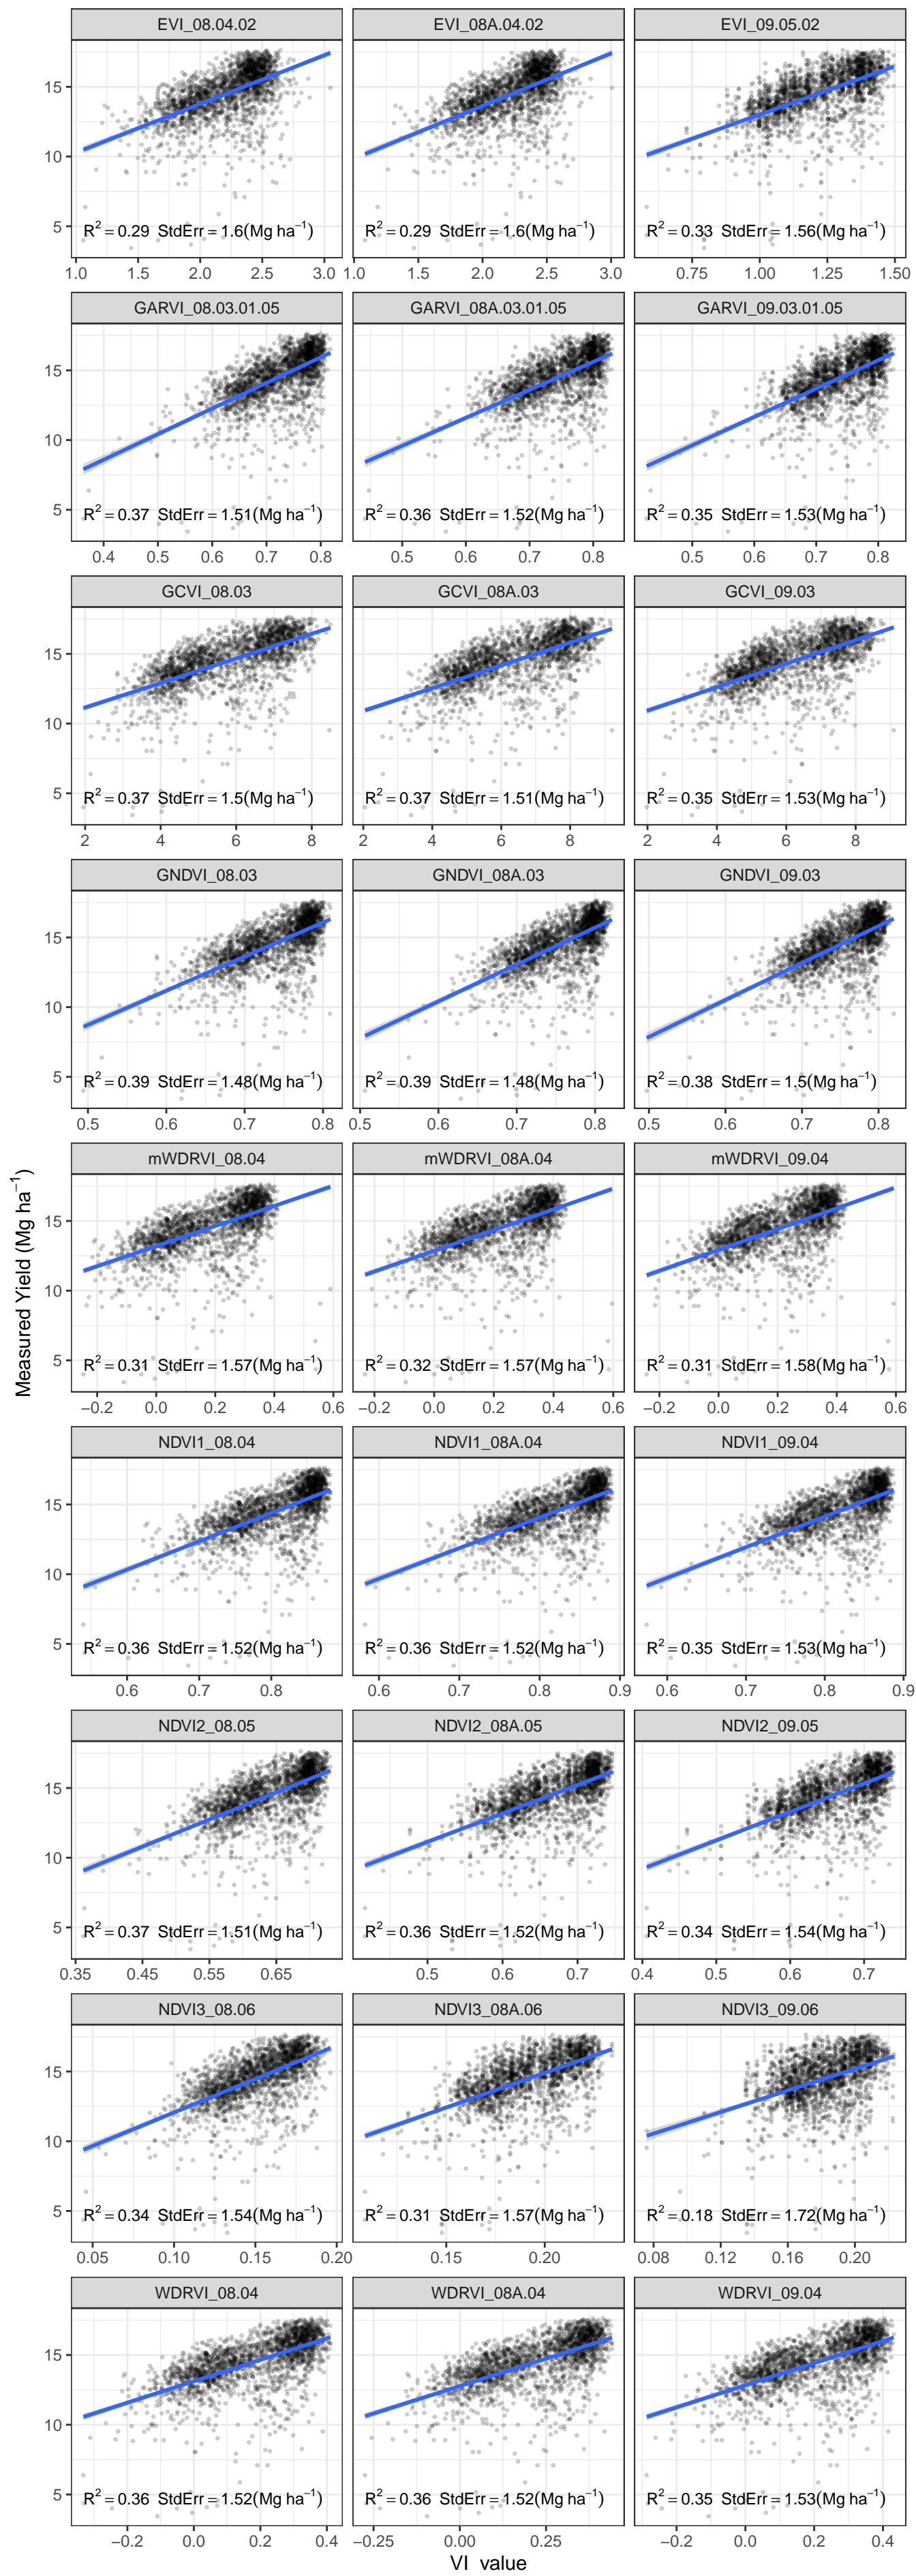 EVI_08.04.02 EVI_08A.04.02 EVI_09.05.02
15
10
5
R² = 0.29 StdErr = 1.6(Mg ha⁻¹) R² = 0.29 StdErr = 1.6(Mg ha⁻¹) R² = 0.33 StdErr = 1.56(Mg ha⁻¹)
1.0 1.5 2.0 2.5 3.0 1.0 1.5 2.0 2.5 3.0 0.75 1.00 1.25 1.50
GARVI_08.03.01.05 GARVI_08A.03.01.05 GARVI_09.03.01.05
15
10
5
R² = 0.37 StdErr = 1.51(Mg ha⁻¹) R² = 0.36 StdErr = 1.52(Mg ha⁻¹) R² = 0.35 StdErr = 1.53(Mg ha⁻¹)
0.4 0.5 0.6 0.7 0.8 0.5 0.6 0.7 0.8 0.5 0.6 0.7 0.8
GCVI_08.03 GCVI_08A.03 GCVI_09.03
15
10
5
R² = 0.37 StdErr = 1.5(Mg ha⁻¹) R² = 0.37 StdErr = 1.51(Mg ha⁻¹) R² = 0.35 StdErr = 1.53(Mg ha⁻¹)
2 4 6 8 2 4 6 8 2 4 6 8
GNDVI_08.03 GNDVI_08A.03 GNDVI_09.03
15
10
5
R² = 0.39 StdErr = 1.48(Mg ha⁻¹) R² = 0.39 StdErr = 1.48(Mg ha⁻¹) R² = 0.38 StdErr = 1.5(Mg ha⁻¹)
0.5 0.6 0.7 0.8 0.5 0.6 0.7 0.8 0.5 0.6 0.7 0.8
Measured Yield (Mg ha⁻¹)
mWDRVI_08.04 mWDRVI_08A.04 mWDRVI_09.04
15
10
5
R² = 0.31 StdErr = 1.57(Mg ha⁻¹) R² = 0.32 StdErr = 1.57(Mg ha⁻¹) R² = 0.31 StdErr = 1.58(Mg ha⁻¹)
−0.2 0.0 0.2 0.4 0.6 −0.2 0.0 0.2 0.4 0.6 −0.2 0.0 0.2 0.4 0.6
NDVI1_08.04 NDVI1_08A.04 NDVI1_09.04
15
10
5
R² = 0.36 StdErr = 1.52(Mg ha⁻¹) R² = 0.36 StdErr = 1.52(Mg ha⁻¹) R² = 0.35 StdErr = 1.53(Mg ha⁻¹)
0.6 0.7 0.8 0.6 0.7 0.8 0.9 0.6 0.7 0.8 0.9
NDVI2_08.05 NDVI2_08A.05 NDVI2_09.05
15
10
5
R² = 0.37 StdErr = 1.51(Mg ha⁻¹) R² = 0.36 StdErr = 1.52(Mg ha⁻¹) R² = 0.34 StdErr = 1.54(Mg ha⁻¹)
0.35 0.45 0.55 0.65 0.5 0.6 0.7 0.4 0.5 0.6 0.7
NDVI3_08.06 NDVI3_08A.06 NDVI3_09.06
15
10
5
R² = 0.34 StdErr = 1.54(Mg ha⁻¹) R² = 0.31 StdErr = 1.57(Mg ha⁻¹) R² = 0.18 StdErr = 1.72(Mg ha⁻¹)
0.05 0.10 0.15 0.20 0.15 0.20 0.08 0.12 0.16 0.20
WDRVI_08.04 WDRVI_08A.04 WDRVI_09.04
15
10
5
R² = 0.36 StdErr = 1.52(Mg ha⁻¹) R² = 0.36 StdErr = 1.52(Mg ha⁻¹) R² = 0.35 StdErr = 1.53(Mg ha⁻¹)
−0.2 0.0 0.2 0.4 −0.25 0.00 0.25 −0.2 0.0 0.2 0.4
VI value